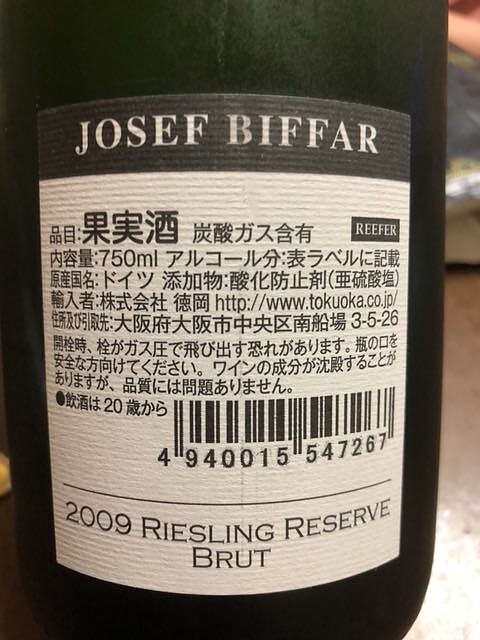 JOSEF BIFFAR
品目:果実酒 炭酸ガス含有 REEFER
内容量:750ml アルコール分:表ラベルに記載
原産国名:ドイツ 添加物:酸化防止剤(亜硫酸塩)
輸入者:株式会社 徳岡 http://www.tokuoka.co.jp/
住所及び引取先:大阪府大阪市中央区南船場 3-5-26
開栓時、栓がガス圧で飛び出す恐れがあります。瓶の口を
安全な方向けてください。ワインの成分が沈殿することが
ありますが、品質には問題ありません。
●飲酒は20歳から
4 940015 547267
2009 RIESLING RESERVE
BRUT